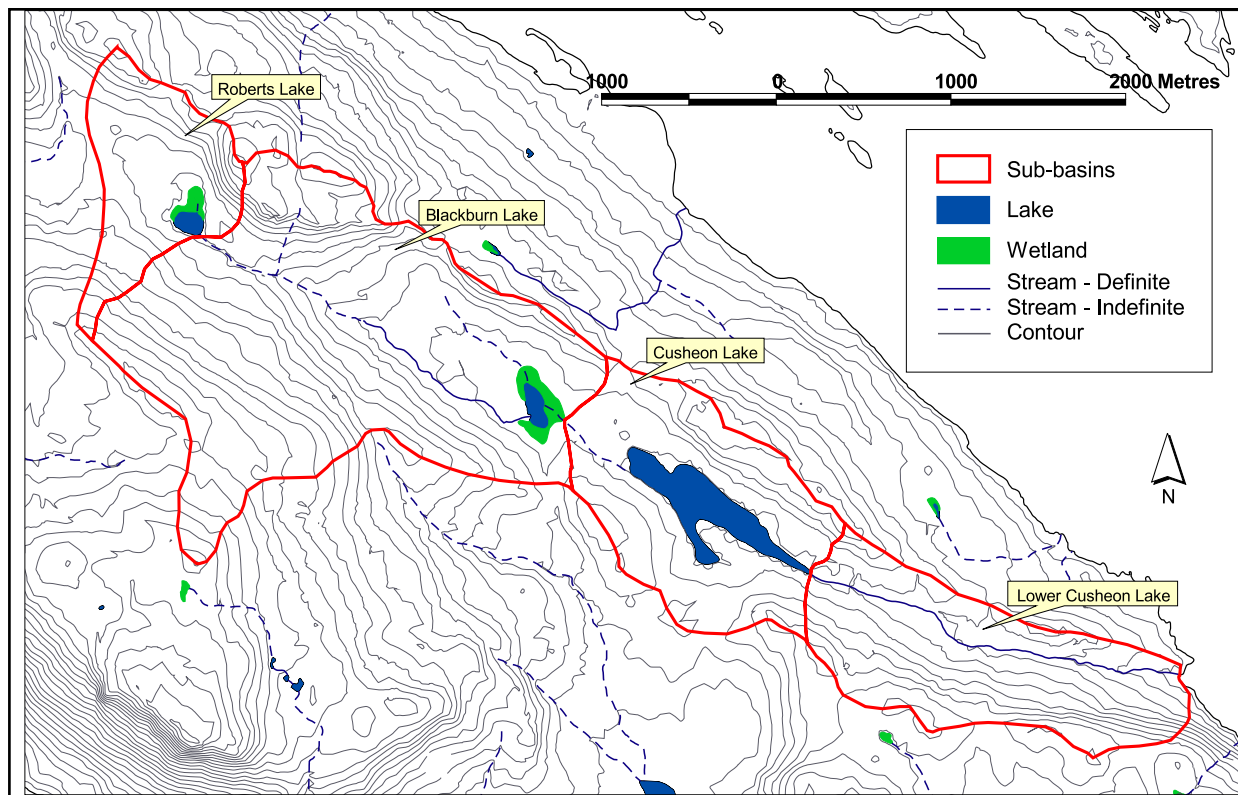 1000 0 1000 2000 Metres
Roberts Lake
Blackburn Lake
Cusheon Lake
Lower Cusheon Lake
Sub-basins
Lake
Wetland
Stream - Definite
Stream - Indefinite
Contour
N